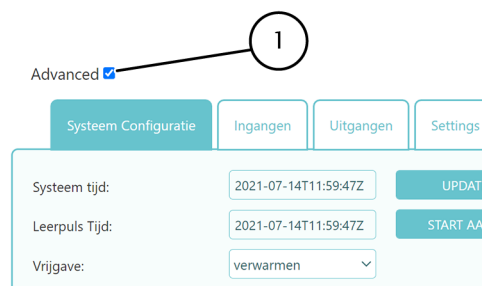 1
Advanced
Systeem Configuratie Ingangen Uitgangen Settings
Systeem tijd: 2021-07-14T11:59:47Z UPDAT
Leerpuls Tijd: 2021-07-14T11:59:47Z START AA
Vrijgave: verwarmen